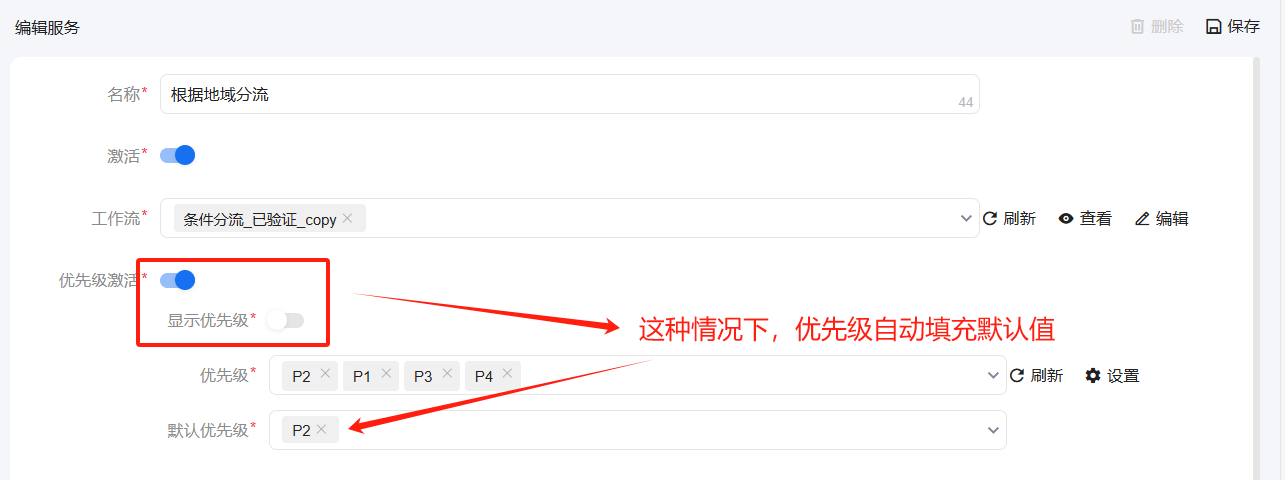 编辑服务
删除 保存
名称* 根据地域分流 44
激活*
工作流* 条件分流_已验证_copy 刷新 查看 编辑
优先级激活*
显示优先级*
这种情况下，优先级自动填充默认值
优先级* P2 P1 P3 P4 刷新 设置
默认优先级* P2